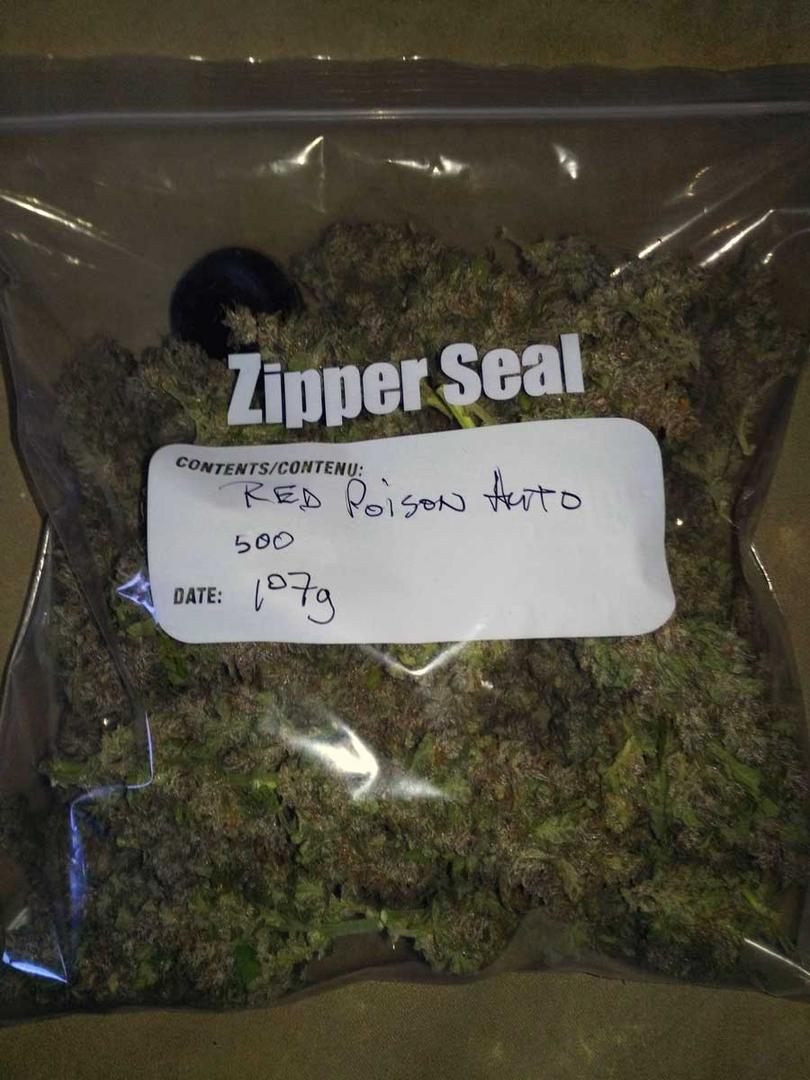 Zipper Seal
CONTENTS/CONTENU:
RED POISON AUTO
500
DATE: 107g